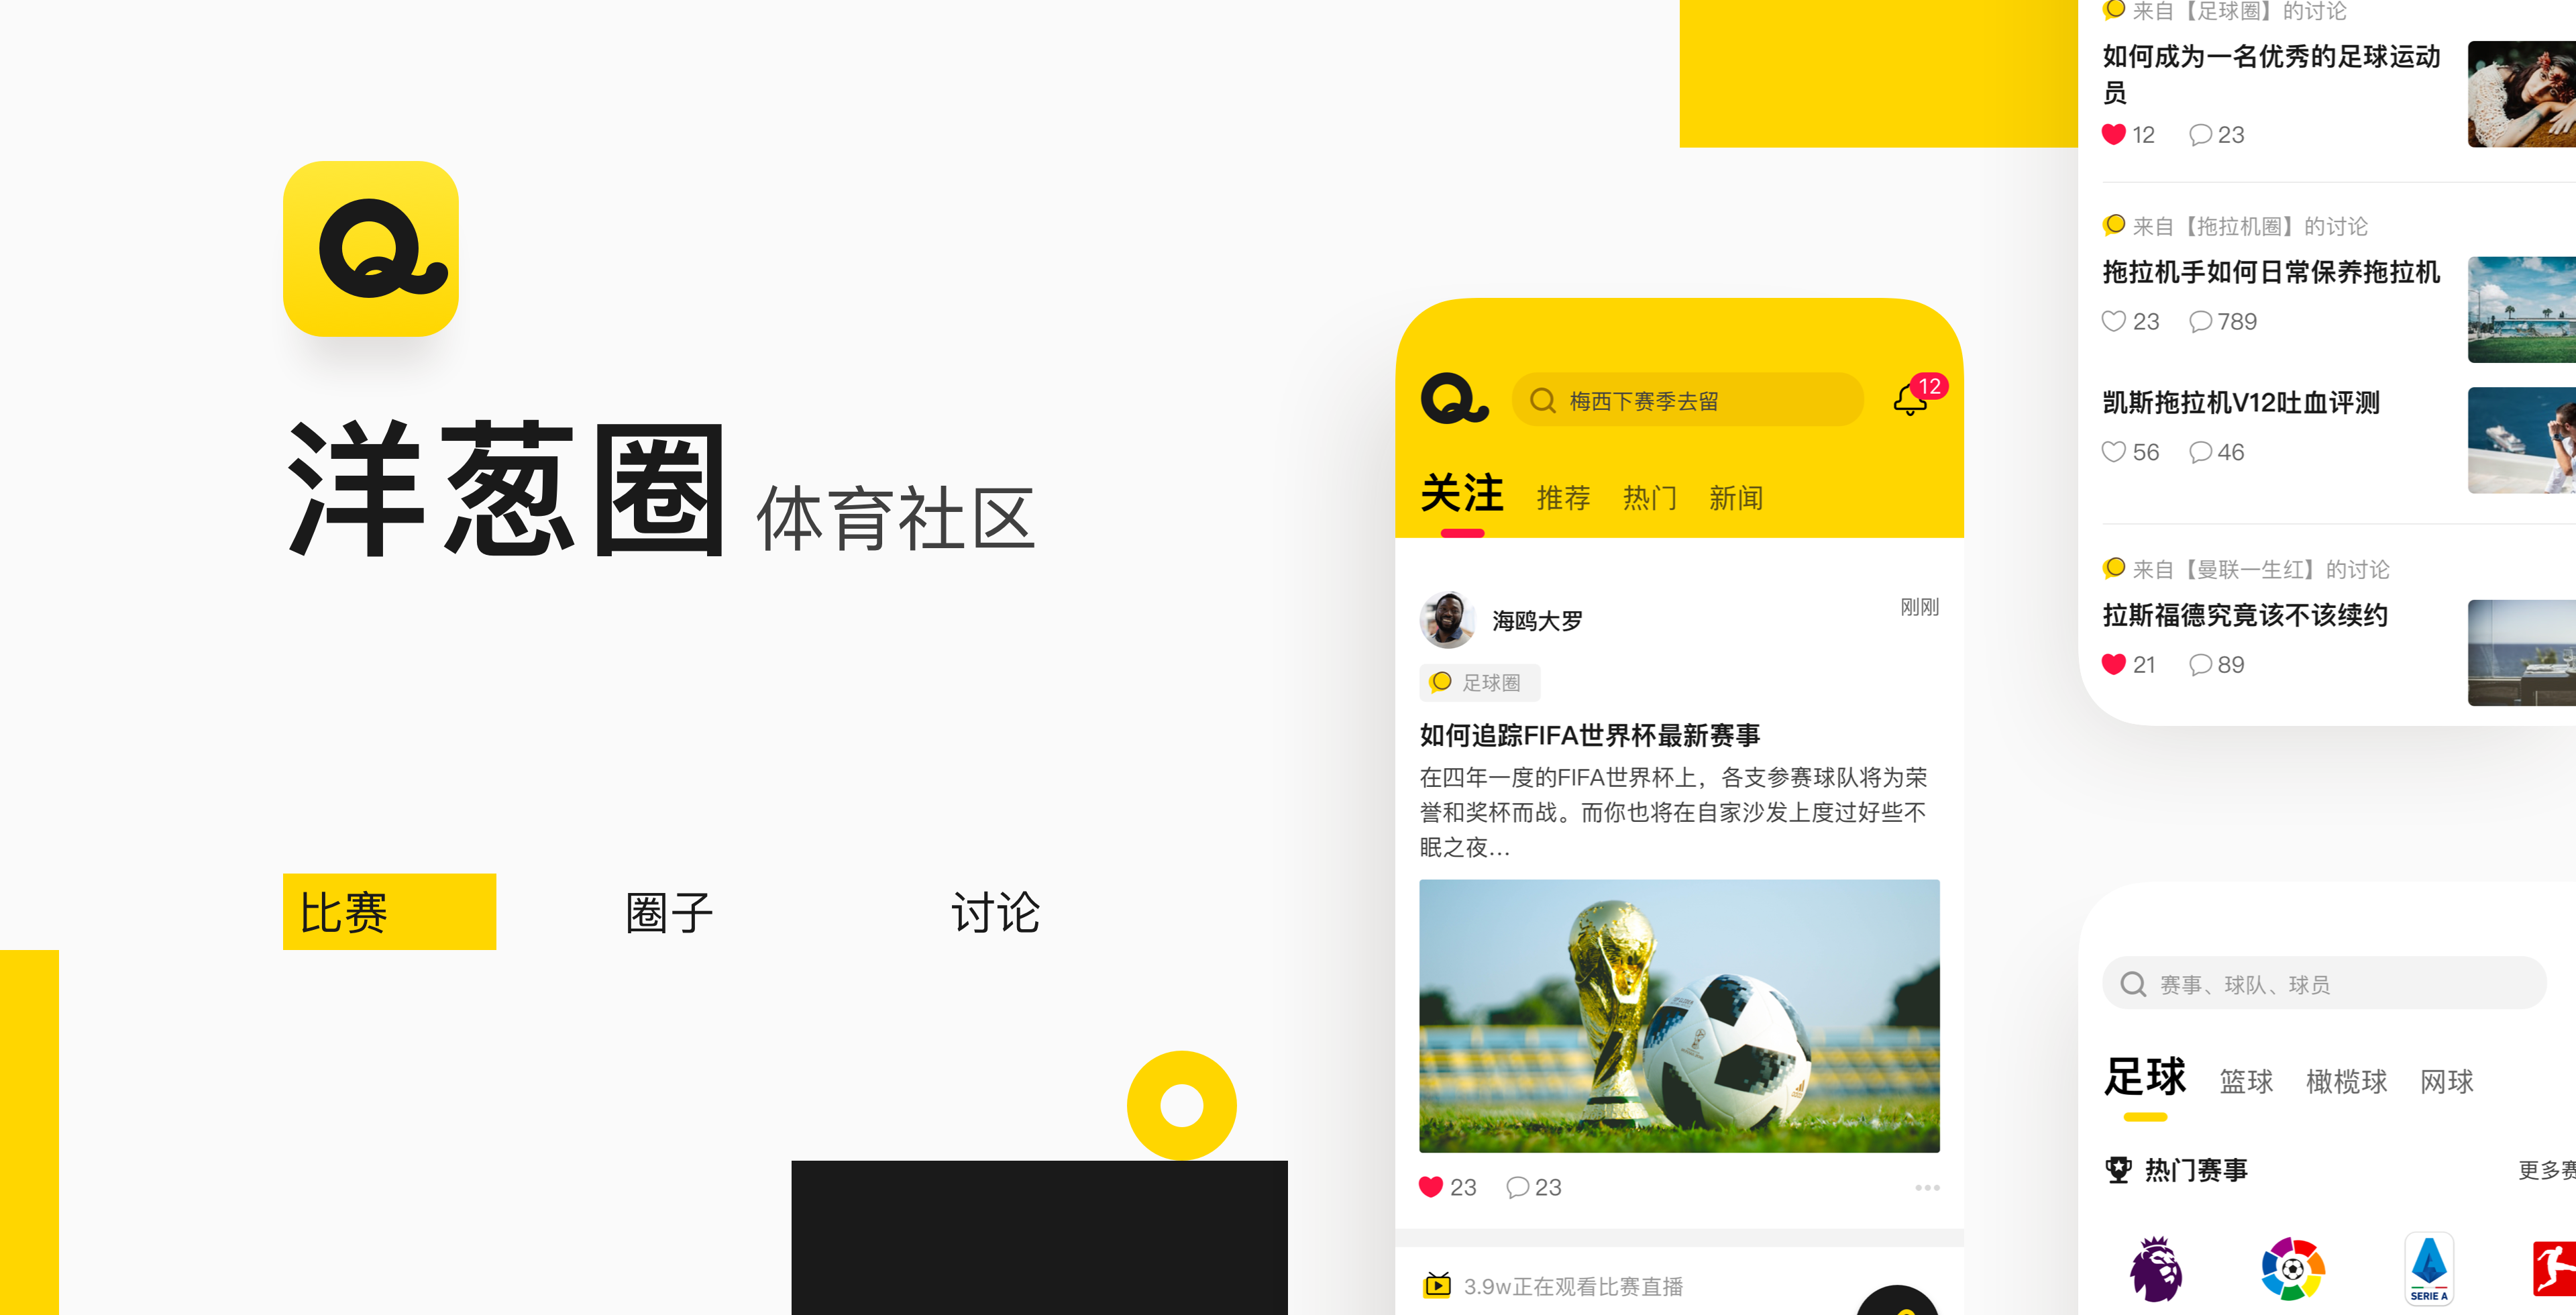 Q
洋葱圈 体育社区
比赛 圈子 讨论
梅西下赛季去留
12
关注 推荐 热门 新闻
海鸥大罗
刚刚
足球圈
如何追踪FIFA世界杯最新赛事
在四年一度的FIFA世界杯上，各支参赛球队将为荣
誉和奖杯而战。而你也将在自家沙发上度过好些不
眠之夜...
23 23
3.9w正在观看比赛直播
来自【足球圈】的讨论
如何成为一名优秀的足球运动
员
12 23
来自【拖拉机圈】的讨论
拖拉机手如何日常保养拖拉机
23 789
凯斯拖拉机V12吐血评测
56 46
来自【曼联一生红】的讨论
拉斯福德究竟该不该续约
21 89
赛事、球队、球员
足球 篮球 橄榄球 网球
热门赛事
更多
SERIE A